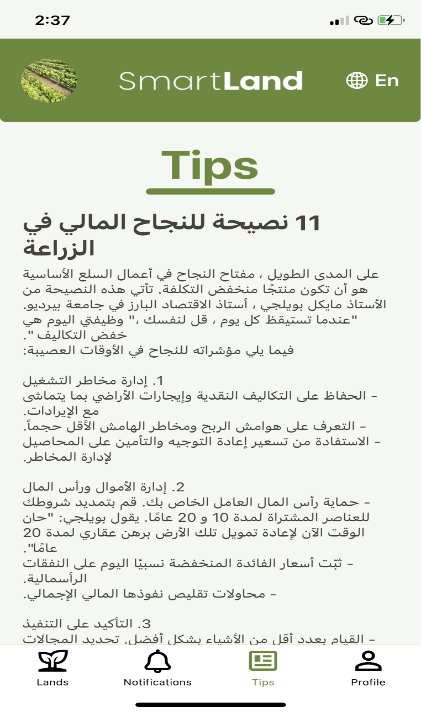 2:37
SmartLand
En
Tips
11 نصيحة للنجاح المالي في
الزراعة
على المدى الطويل ، مفتاح النجاح في أعمال السلع الأساسية
هو أن تكون منتجًا منخفض التكلفة. تأتي هذه النصيحة من
الأستاذ مايكل بويلجي ، أستاذ الاقتصاد البارز في جامعة بيرديو.
"عندما تستيقظ كل يوم ، قل لنفسك ،" وظيفتي اليوم هي
خفض التكاليف ".
فيما يلي مؤشراته للنجاح في الأوقات العصيبة:
1. إدارة مخاطر التشغيل
- الحفاظ على التكاليف النقدية وإيجارات الأراضي بما يتماشى
مع الإيرادات.
- التعرف على هوامش الربح ومخاطر الهامش الأقل حجماً.
- الاستفادة من تسعير إعادة التوجيه والتأمين على المحاصيل
لإدارة المخاطر.
2. إدارة الأموال ورأس المال
- حماية رأس المال العامل الخاص بك. قم بتمديد شروطك
للعناصر المشتراة لمدة 10 و 20 عامًا. يقول بويلجي: "حان
الوقت الآن لإعادة تمويل تلك الأرض برهن عقاري لمدة 20
عامًا".
- ثبّت أسعار الفائدة المنخفضة نسبيًا اليوم على النفقات
الرأسمالية.
- محاولات تقليص نفوذها المالي الإجمالي.
3. التأكيد على التنفيذ
- القيام بعدد أقل من الأشياء بشكل أفضل. تحديد المجالات
Lands
Notifications
Tips
Profile